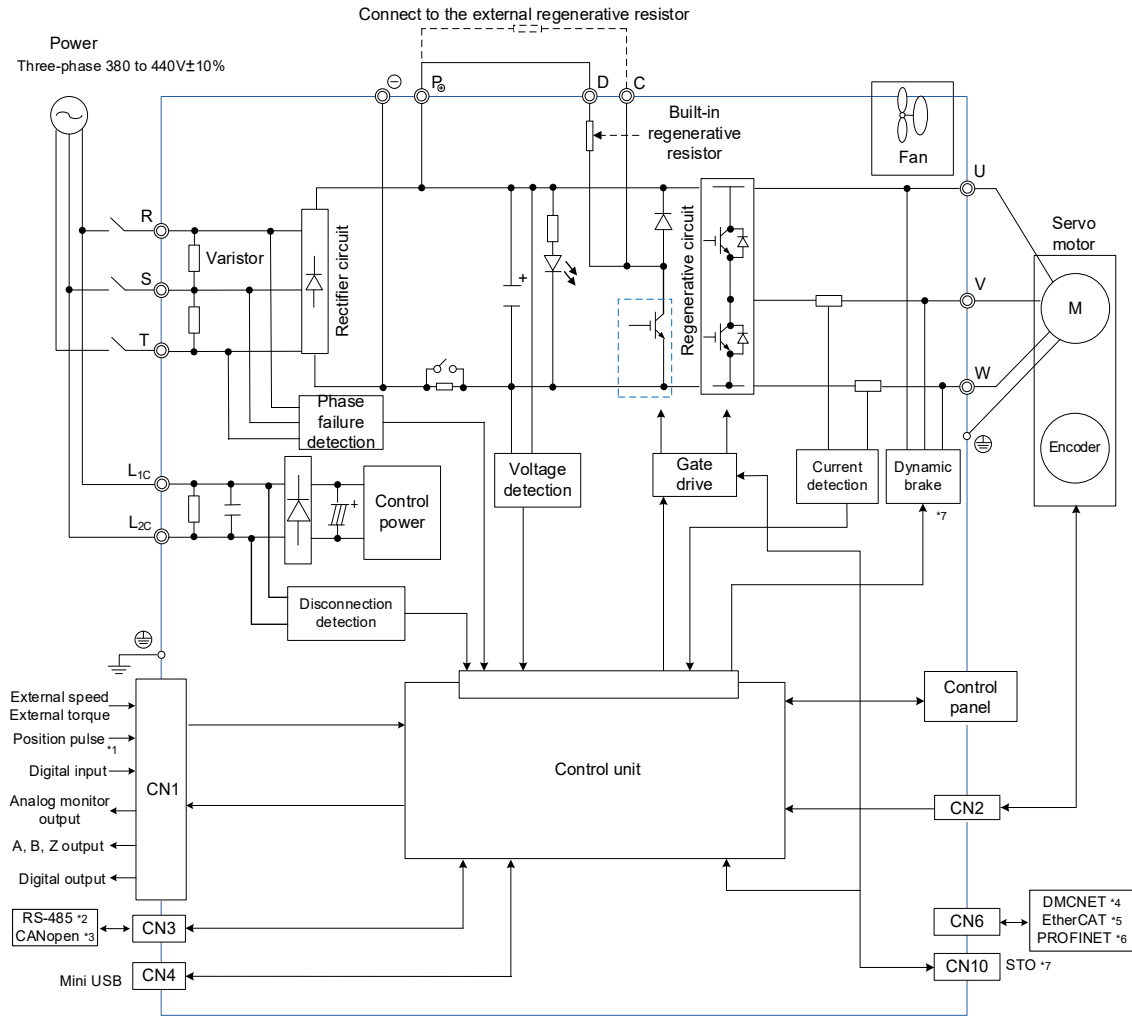 Connect to the external regenerative resistor
Power
Three-phase 380 to 440V±10%
⊖
P⊕
D
C
Built-in
regenerative
resistor
Fan
U
R
Varistor
Rectifier circuit
+
Regenerative circuit
Servo
motor
S
V
M
T
W
Phase
failure
detection
Encoder
L1C
Voltage
detection
Gate
drive
Current
detection
Dynamic
brake
*7
+
Control
power
L2C
Disconnection
detection
External speed
External torque
Position pulse *1
Digital input
CN1
Analog monitor
output
A, B, Z output
Digital output
Control unit
Control
panel
CN2
RS-485 *2
CANopen *3
CN3
CN6
DMCNET *4
EtherCAT *5
PROFINET *6
Mini USB
CN4
CN10
STO *7